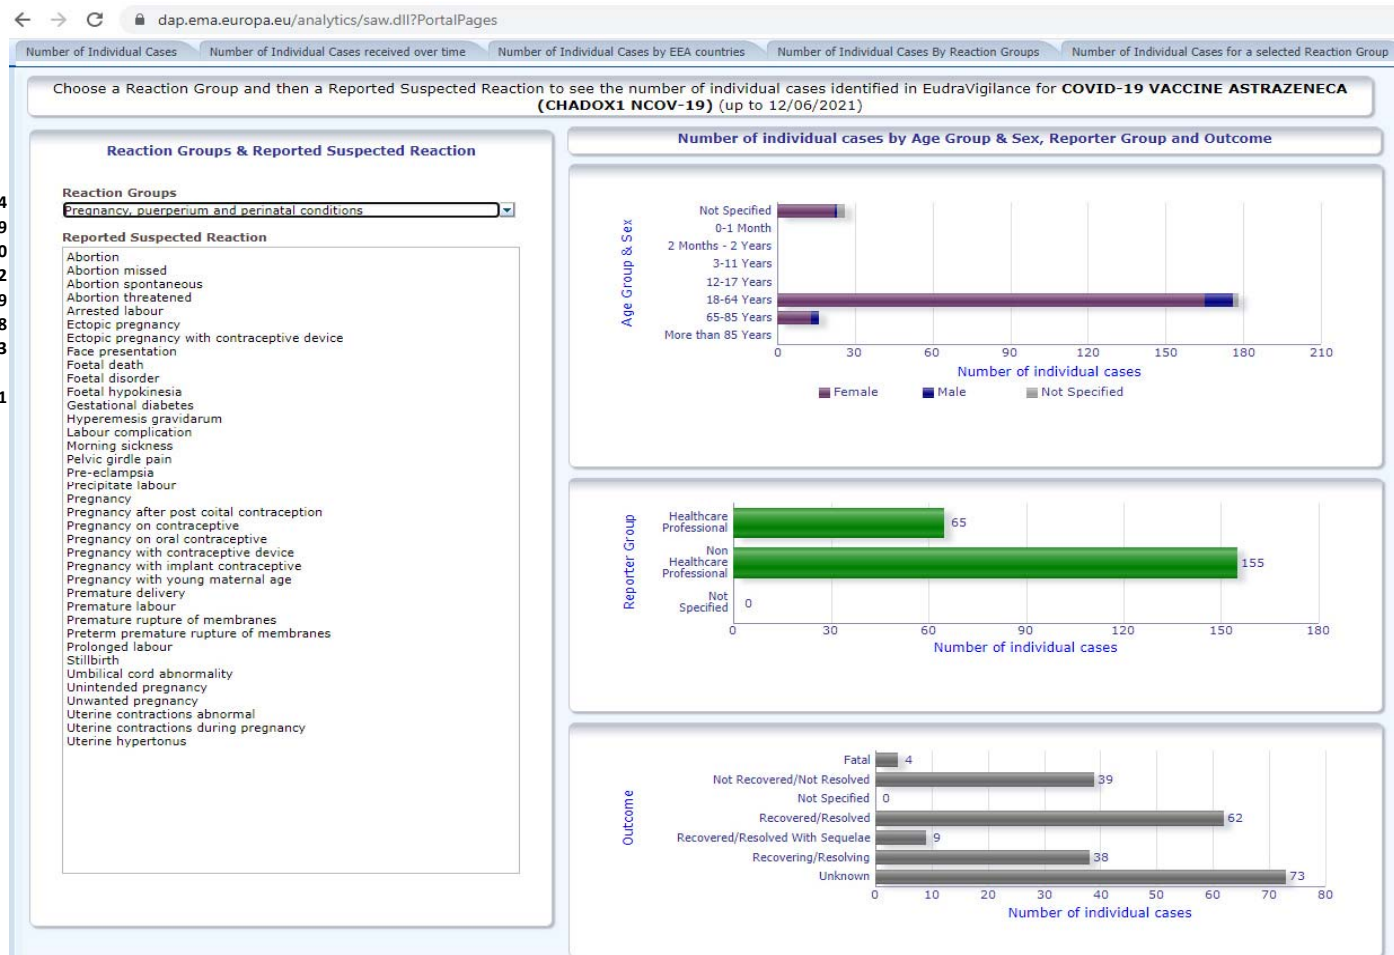 dap.ema.europa.eu/analytics/saw.dll?PortalPages
Number of Individual Cases
Number of Individual Cases received over time
Number of Individual Cases by EEA countries
Number of Individual Cases By Reaction Groups
Number of Individual Cases for a selected Reaction Group
Choose a Reaction Group and then a Reported Suspected Reaction to see the number of individual cases identified in EudraVigilance for COVID-19 VACCINE ASTRAZENECA
(CHADOX1 NCOV-19) (up to 12/06/2021)
4
9
0
2
9
8
3
1
Reaction Groups & Reported Suspected Reaction
Reaction Groups
Pregnancy, puerperium and perinatal conditions
Reported Suspected Reaction
Abortion
Abortion missed
Abortion spontaneous
Abortion threatened
Arrested labour
Ectopic pregnancy
Ectopic pregnancy with contraceptive device
Face presentation
Foetal death
Foetal disorder
Foetal hypokinesia
Gestational diabetes
Hyperemesis gravidarum
Labour complication
Morning sickness
Pelvic girdle pain
Pre-eclampsia
Precipitate labour
Pregnancy
Pregnancy after post coital contraception
Pregnancy on contraceptive
Pregnancy on oral contraceptive
Pregnancy with contraceptive device
Pregnancy with implant contraceptive
Pregnancy with young maternal age
Premature delivery
Premature labour
Premature rupture of membranes
Preterm premature rupture of membranes
Prolonged labour
Stillbirth
Umbilical cord abnormality
Unintended pregnancy
Unwanted pregnancy
Uterine contractions abnormal
Uterine contractions during pregnancy
Uterine hypertonus
Number of individual cases by Age Group & Sex, Reporter Group and Outcome
Age Group & Sex
Not Specified
0-1 Month
2 Months - 2 Years
3-11 Years
12-17 Years
18-64 Years
65-85 Years
More than 85 Years
0 30 60 90 120 150 180 210
Number of individual cases
Female Male Not Specified
Reporter Group
Healthcare
Professional
65
Non
Healthcare
Professional
155
Not
Specified
0
0 30 60 90 120 150 180
Number of individual cases
Outcome
Fatal 4
Not Recovered/Not Resolved 39
Not Specified 0
Recovered/Resolved 62
Recovered/Resolved With Sequelae 9
Recovering/Resolving 38
Unknown 73
0 10 20 30 40 50 60 70 80
Number of individual cases